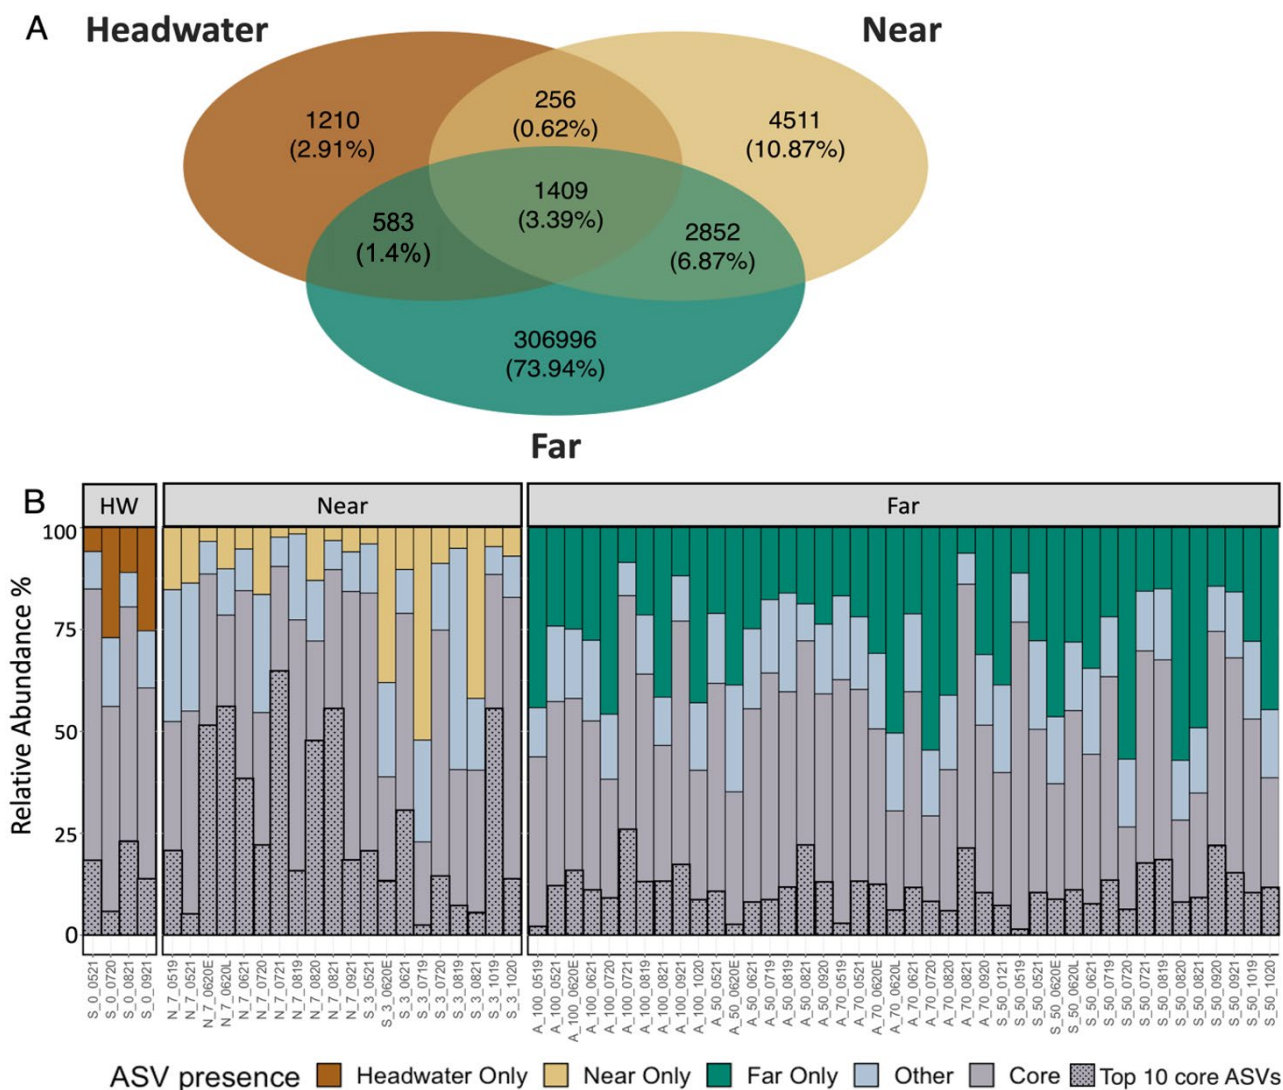 A Headwater Near
256
(0.62%)
1210
(2.91%)
4511
(10.87%)
1409
(3.39%)
583
(1.4%)
2852
(6.87%)
306996
(73.94%)
Far
B HW Near Far
Relative Abundance %
100
75
50
25
0
S_0_0521
S_0_0720
S_0_0821
S_0_0921
N_7_0519
N_7_0521
N_7_0620E
N_7_0620L
N_7_0621
N_7_0720
N_7_0721
N_7_0819
N_7_0820
N_7_0821
N_7_0921
S_3_0521
S_3_0620E
S_3_0621
S_3_0719
S_3_0720
S_3_0819
S_3_0821
S_3_1019
S_3_1020
A_100_0519
A_100_0521
A_100_0620E
A_100_0621
A_100_0720
A_100_0721
A_100_0819
A_100_0821
A_100_0921
A_100_1020
A_50_0521
A_50_0620E
A_50_0621
A_50_0719
A_50_0819
A_50_0821
A_50_0920
A_70_0519
A_70_0521
A_70_0620E
A_70_0620L
A_70_0621
A_70_0720
A_70_0820
A_70_0821
A_70_0920
S_50_0121
S_50_0519
S_50_0521
S_50_0620E
S_50_0620L
S_50_0621
S_50_0719
S_50_0720
S_50_0721
S_50_0819
S_50_0820
S_50_0821
S_50_0920
S_50_0921
S_50_1019
S_50_1020
ASV presence Headwater Only Near Only Far Only Other Core Top 10 core ASVs